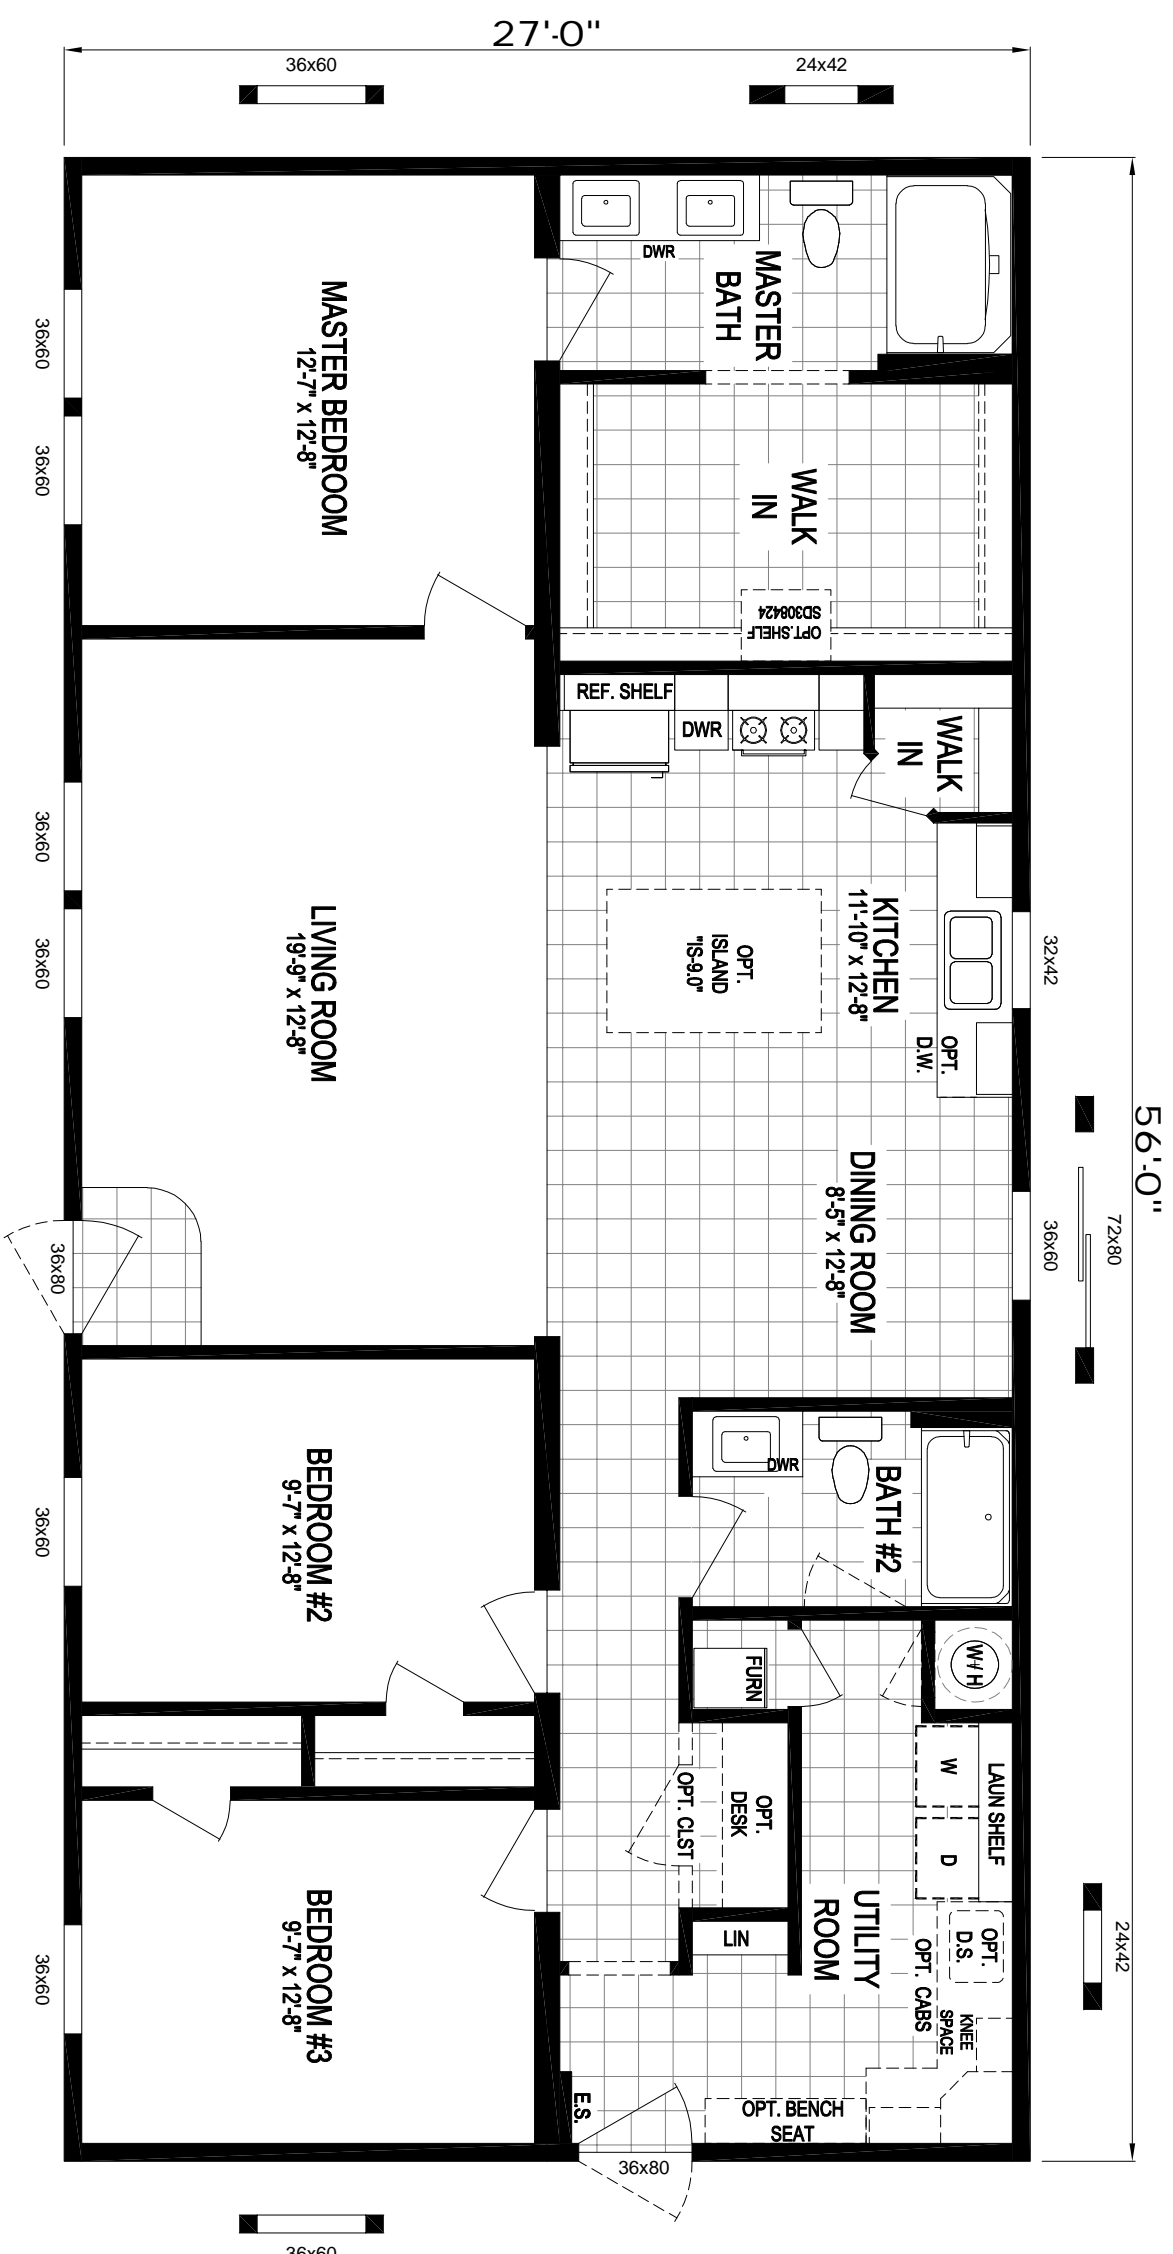 27'-0"
36x60
24x42
DWR
MASTER
BATH
MASTER BEDROOM
12'-7" x 12'-8"
36x60
36x60
WALK
IN
OPT.SHELF
SD308424
REF. SHELF
DWR
WALK
IN
36x60
36x60
LIVING ROOM
19'-9" x 12'-8"
KITCHEN
11'-10" x 12'-8"
OPT.
ISLAND
"IS-9.0"
32x42
OPT.
D.W.
56'-0"
72x80
36x60
DINING ROOM
8'-5" x 12'-8"
36x80
DWR
BATH #2
BEDROOM #2
9'-7" x 12'-8"
36x60
FURN
W/H
W
D
LAUN SHELF
OPT.
DESK
OPT. CLST
UTILITY
ROOM
LIN
OPT.
D.S.
OPT. CABS
KNEE
SPACE
24x42
BEDROOM #3
9'-7" x 12'-8"
36x60
E.S.
OPT. BENCH
SEAT
36x80
36x60